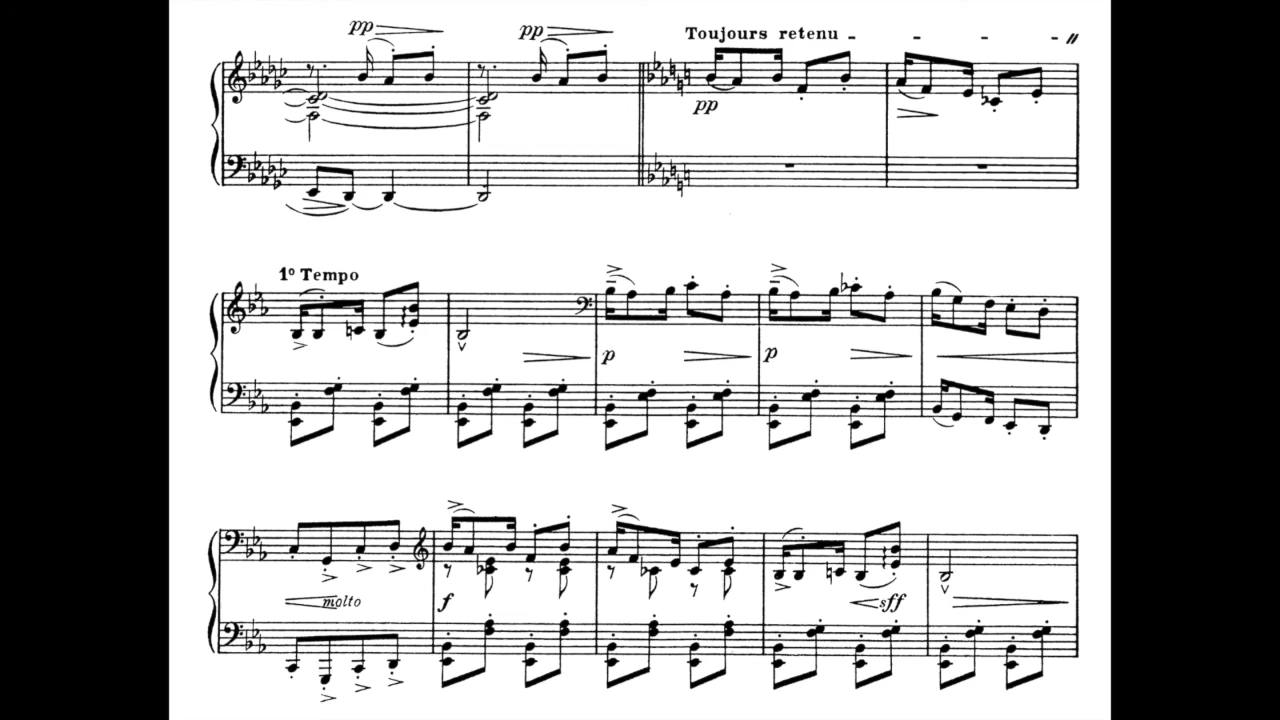 pp pp Toujours retenu
pp
1º Tempo
p p
molto f sff